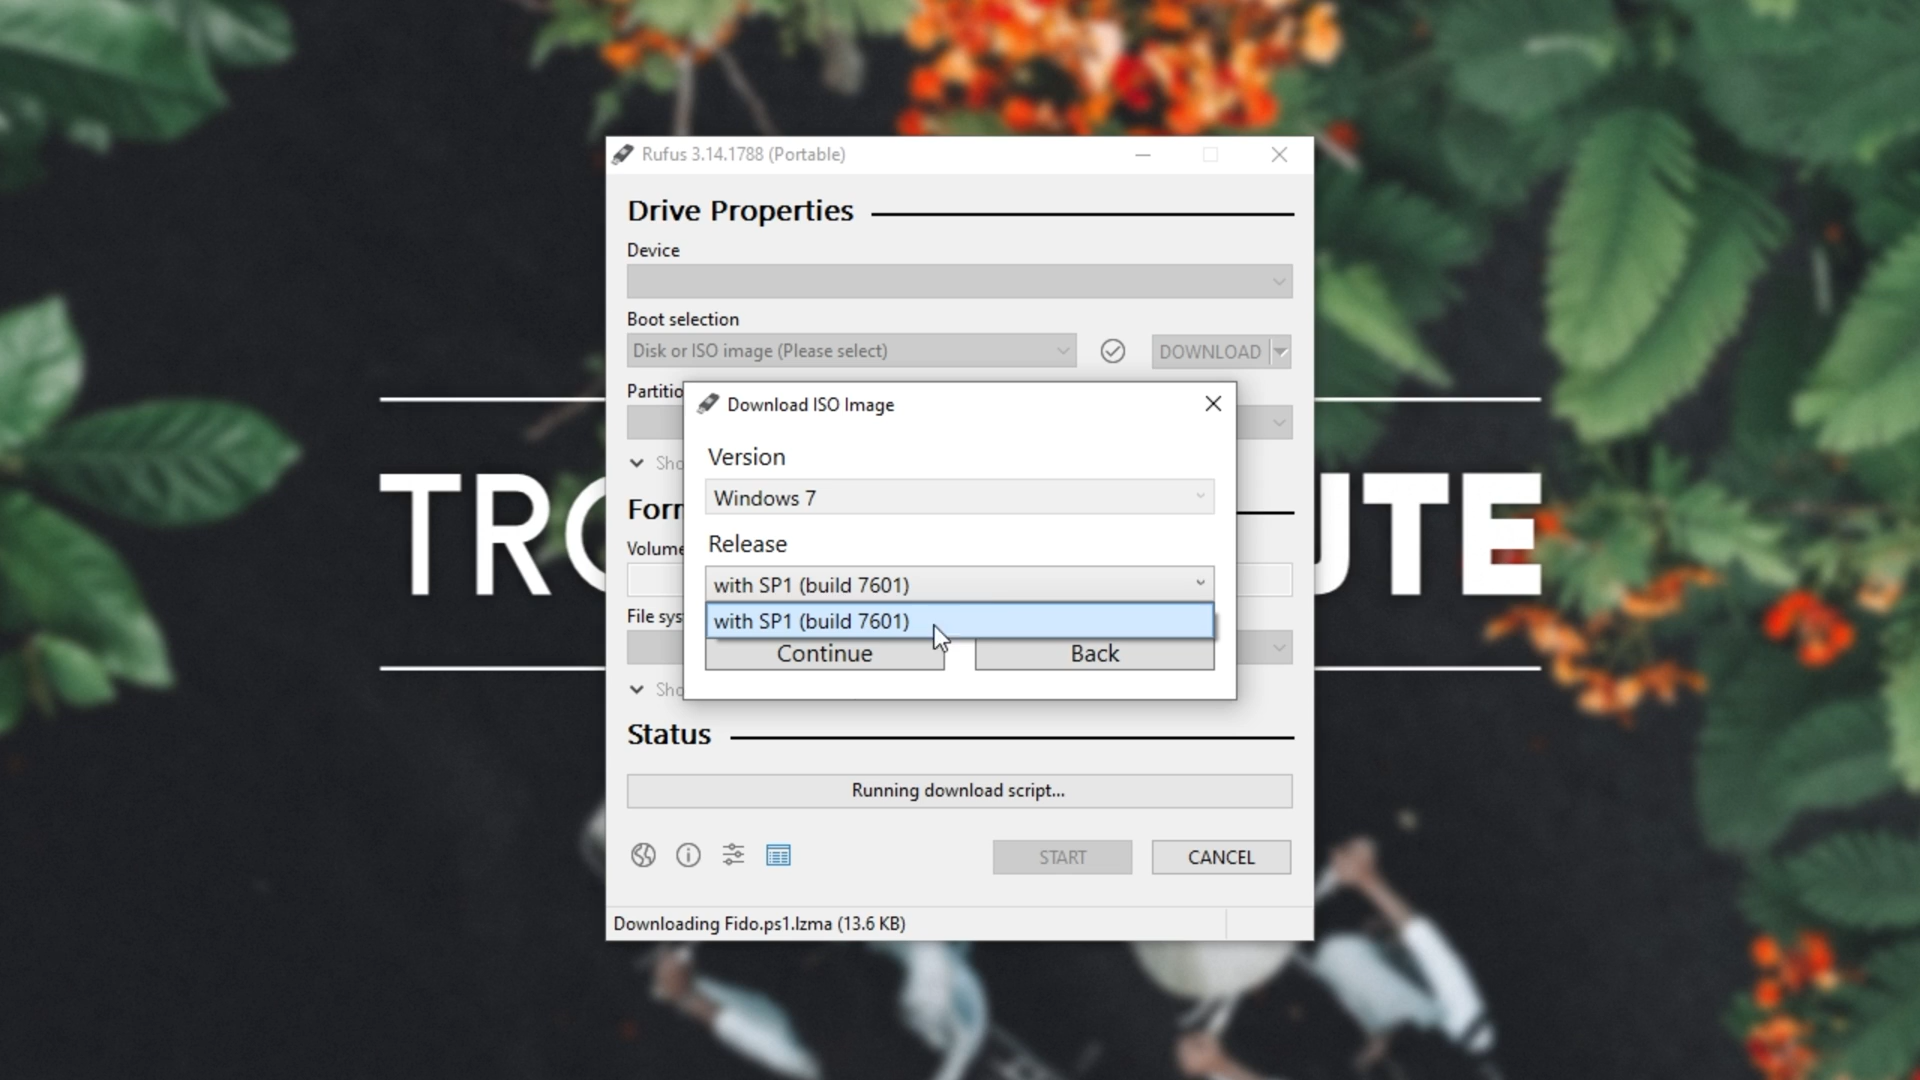 Rufus 3.14.1788 (Portable)
Drive Properties
Device
Boot selection
Disk or ISO image (Please select)
DOWNLOAD
Partitio
Download ISO Image
Version
Windows 7
Sho
Form
Release
Volume
with SP1 (build 7601)
File sys
with SP1 (build 7601)
Continue
Back
Sho
TRO
UTE
Status
Running download script...
START
CANCEL
Downloading Fido.ps1.lzma (13.6 KB)